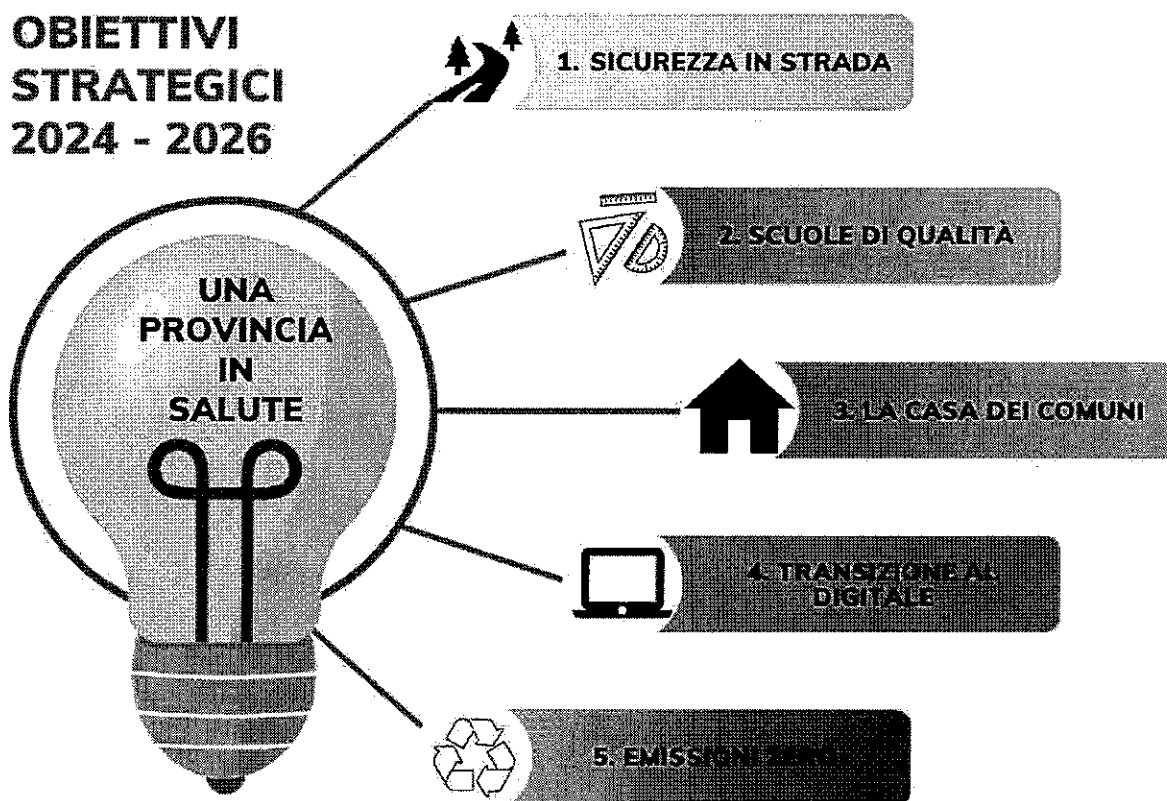 OBIETTIVI
STRATEGICI
2024 - 2026
1. SICUREZZA IN STRADA
2. SCUOLE DI QUALITÀ
UNA
PROVINCIA
IN
SALUTE
3. LA CASA DEI COMUNI
4. TRANSIZIONE AL
DIGITALE
5. EMISSIONI ZERO